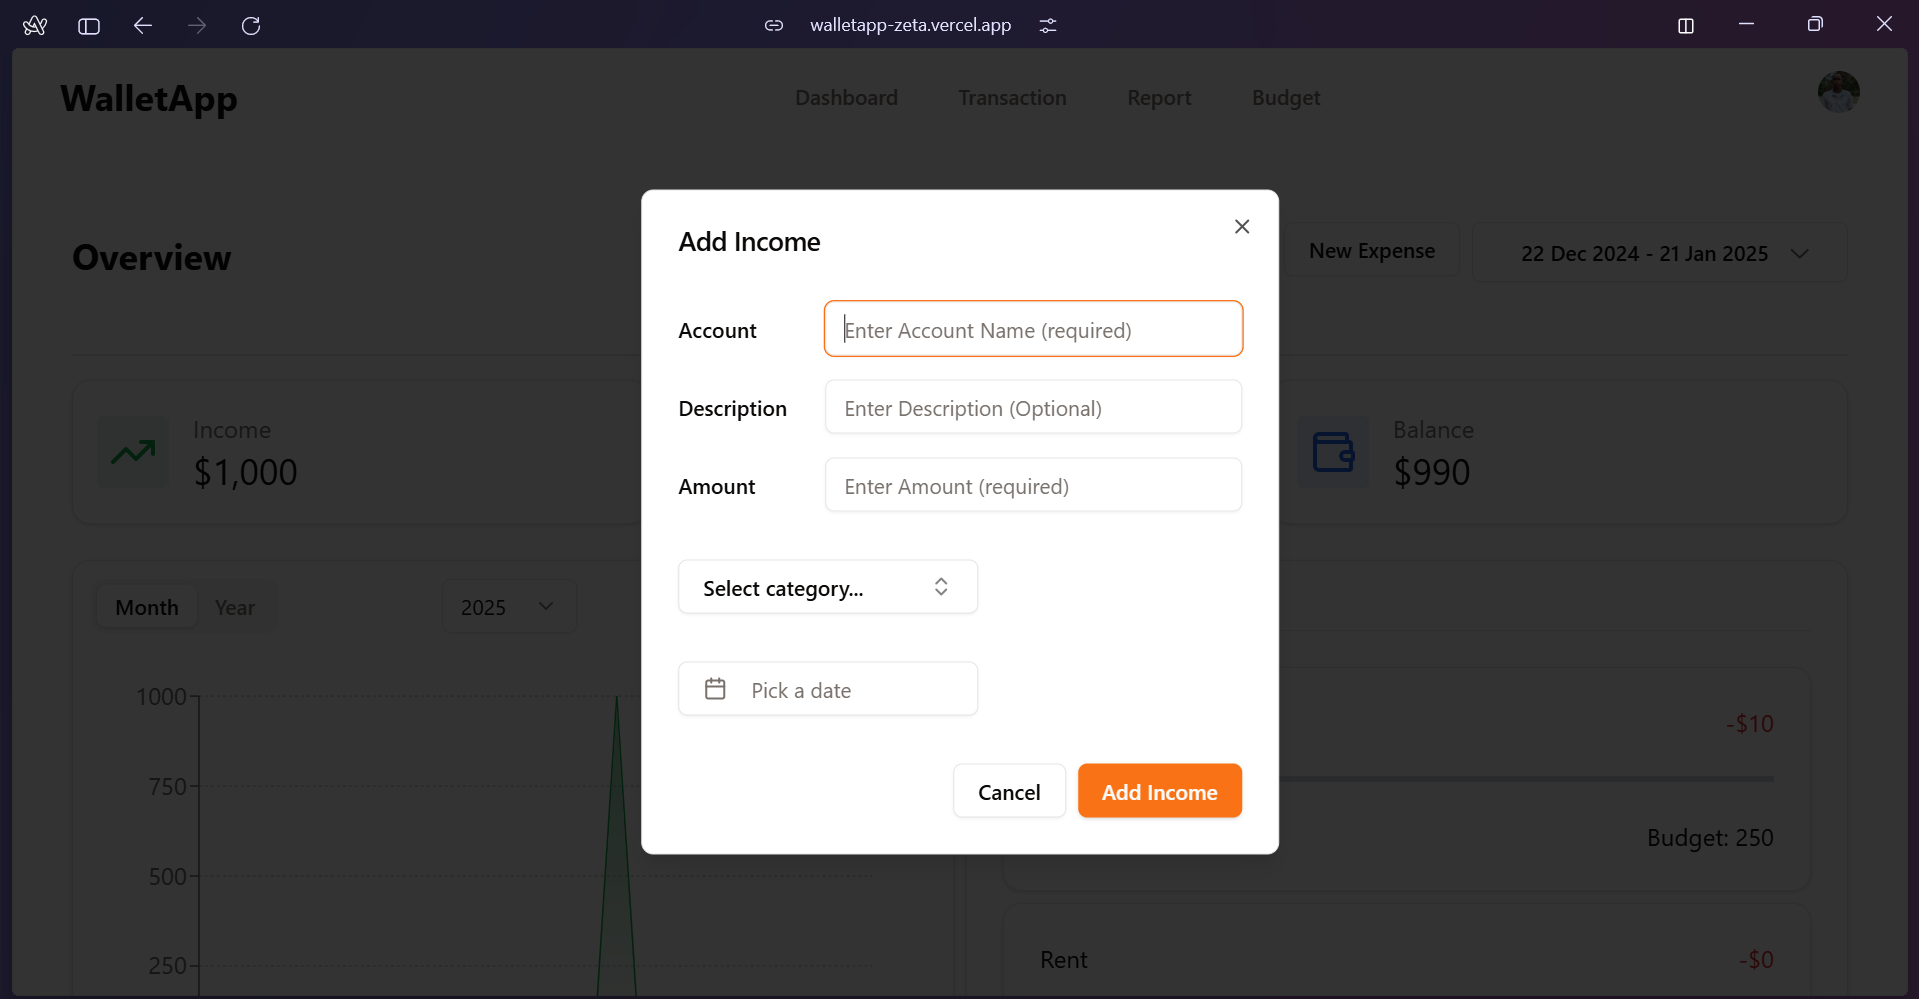 walletapp-zeta.vercel.app
WalletApp
Dashboard Transaction Report Budget
Overview
New Expense
22 Dec 2024 - 21 Jan 2025
Income
$1,000
Balance
$990
Add Income
Account
Enter Account Name (required)
Description
Enter Description (Optional)
Amount
Enter Amount (required)
Select category...
Pick a date
Cancel
Add Income
Month Year
2025
1000
750
500
250
-$10
Budget: 250
Rent
-$0